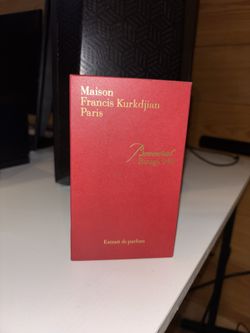 Maison
Francis Kurkdjian
Paris
Baccarat
Rouge 540
Extrait de parfum